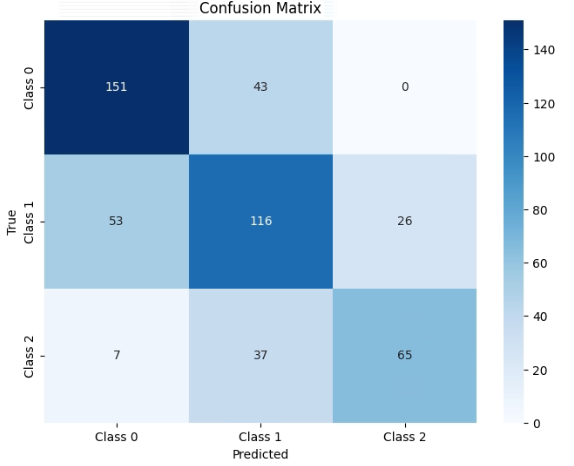 Confusion Matrix
Class 0
151
43
0
Class 1
53
116
26
Class 2
7
37
65
True
Class 0
Class 1
Class 2
Predicted
140
120
100
80
60
40
20
0